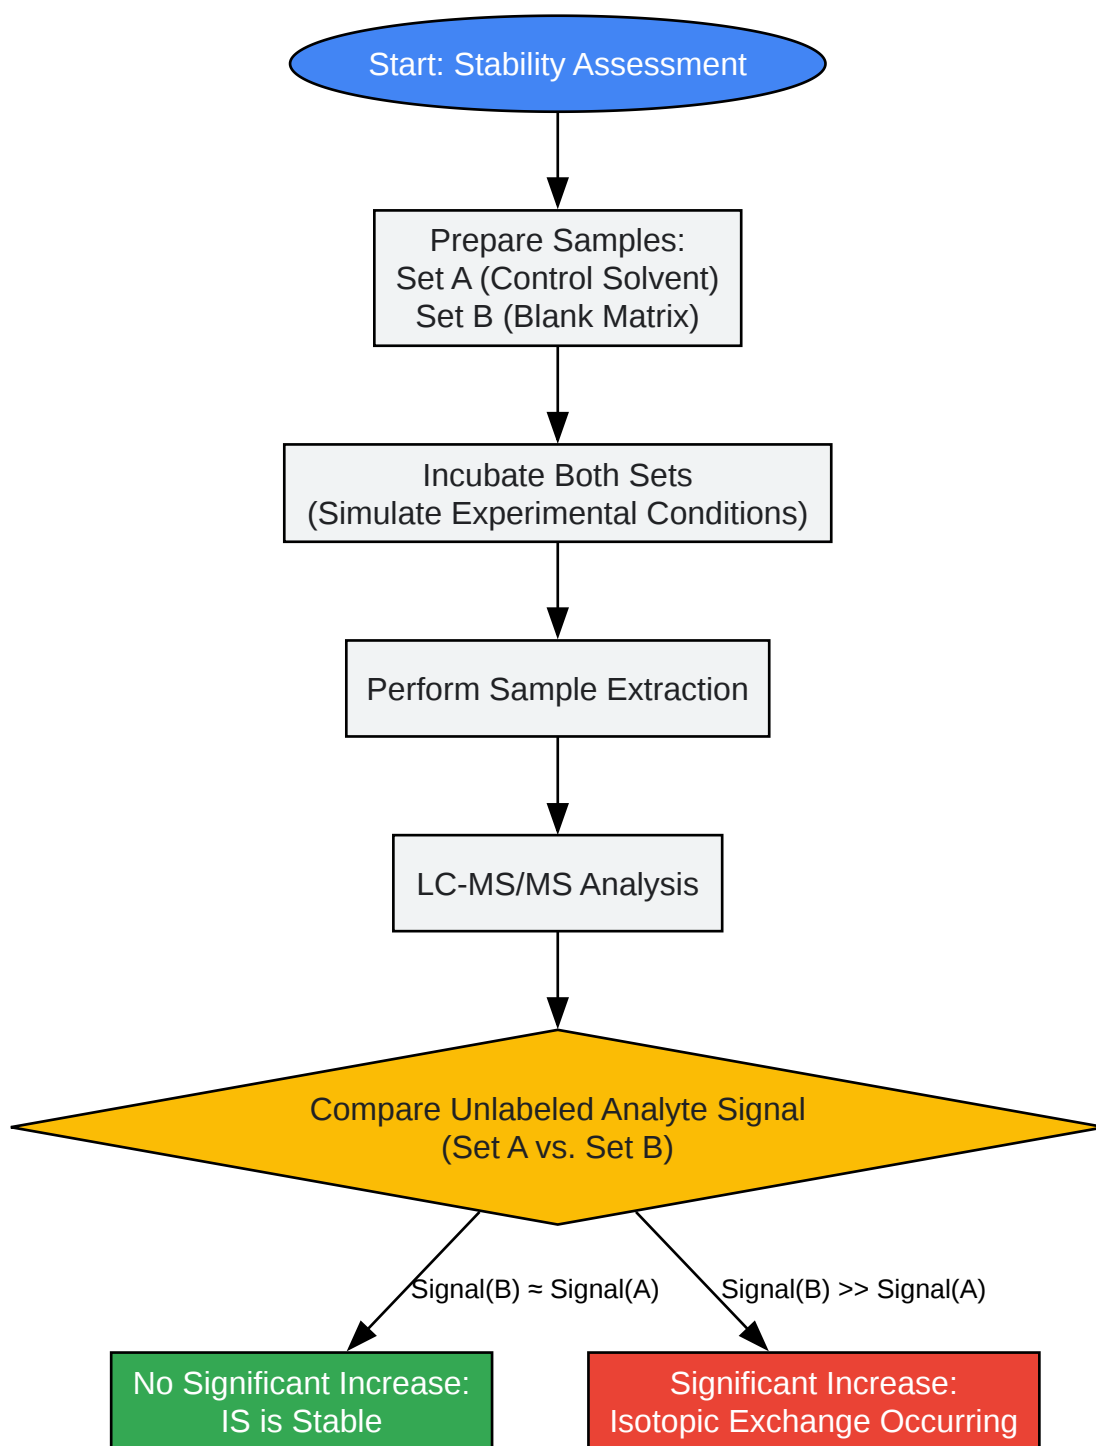 Start: Stability Assessment
Prepare Samples:
Set A (Control Solvent)
Set B (Blank Matrix)
Incubate Both Sets
(Simulate Experimental Conditions)
Perform Sample Extraction
LC-MS/MS Analysis
Compare Unlabeled Analyte Signal
(Set A vs. Set B)
Signal(B) ≈ Signal(A)
Signal(B) >> Signal(A)
No Significant Increase:
IS is Stable
Significant Increase:
Isotopic Exchange Occurring